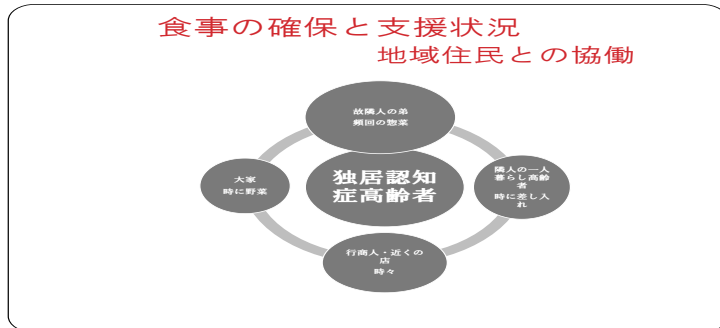 食事の確保と支援状況
地域住民との協働
故隣人の弟
頻回の惣菜
独居認知
症高齢者
大家
時に野菜
隣人の一人
暮らし高齢
者
時に差し入
れ
行商人・近くの
店
時々